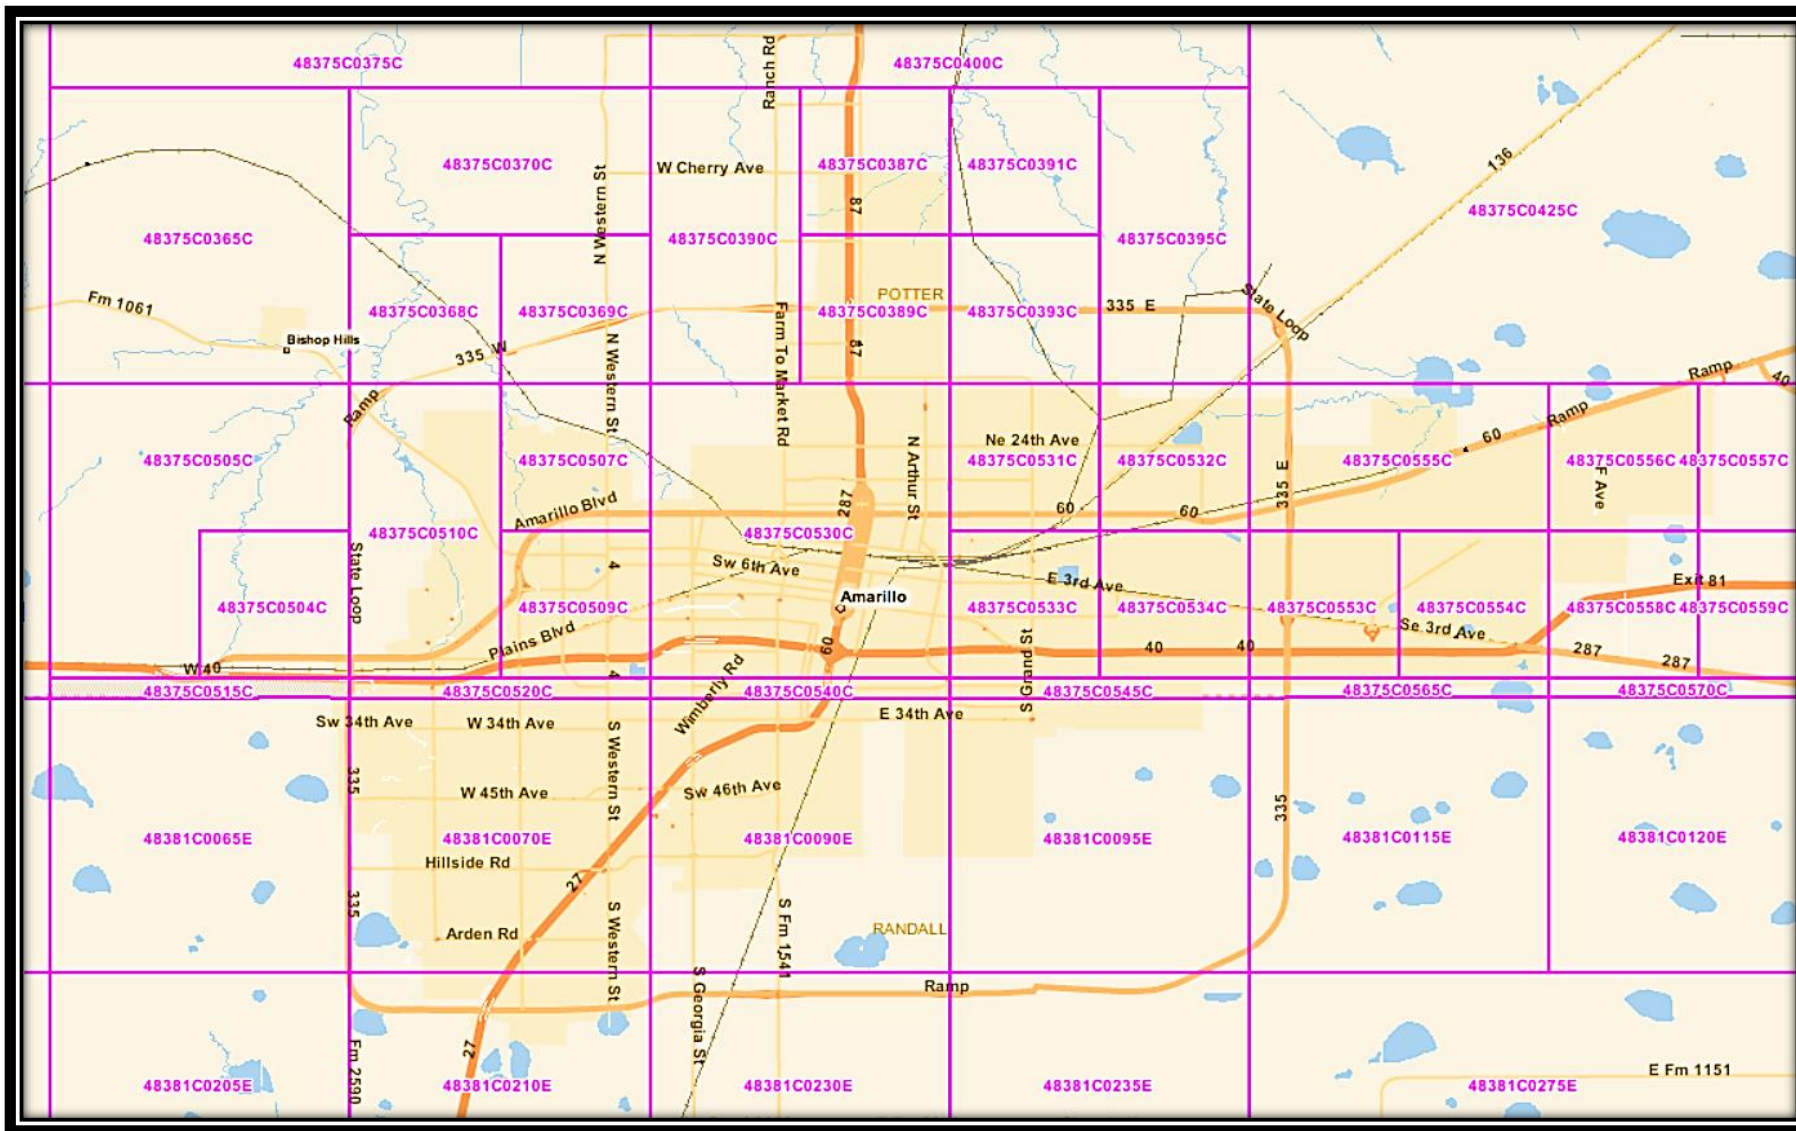 48375C0375C
48375C0400C
Ranch Rd
48375C0370C
W Cherry Ave
48375C0387C
48375C0391C
136
N Western St
87
48375C0425C
48375C0365C
48375C0390C
48375C0395C
Fm 1061
POTTER
335 E
State Loop
48375C0368C
48375C0369C
48375C0389C
48375C0393C
Bishop Hills
335 W
N Western St
Farm To Market Rd
87
Ramp
40
Ramp
Ramp
60
Ne 24th Ave
N Arthur St
48375C0505C
48375C0507C
48375C0531C
48375C0532C
48375C0555C
48375C0556C
48375C0557C
335 E
F Ave
Amarillo Blvd
287
60
60
48375C0510C
48375C0530C
State Loop
4
Sw 6th Ave
E 3rd Ave
Exit 81
Amarillo
48375C0504C
48375C0509C
48375C0533C
48375C0534C
48375C0553C
48375C0554C
48375C0558C
48375C0559C
Plains Blvd
Se 3rd Ave
W 40
60
S Grand St
40
40
287
287
4
Wimberly Rd
48375C0515C
48375C0520C
48375C0540C
48375C0545C
48375C0565C
48375C0570C
Sw 34th Ave
W 34th Ave
E 34th Ave
335
S Western St
W 45th Ave
Sw 46th Ave
335
48381C0065E
48381C0070E
48381C0090E
48381C0095E
48381C0115E
48381C0120E
Hillside Rd
27
335
Arden Rd
S Western St
S Fm 1541
RANDALL
S Georgia St
Ramp
Fm 2590
27
48381C0205E
48381C0210E
48381C0230E
48381C0235E
48381C0275E
E Fm 1151